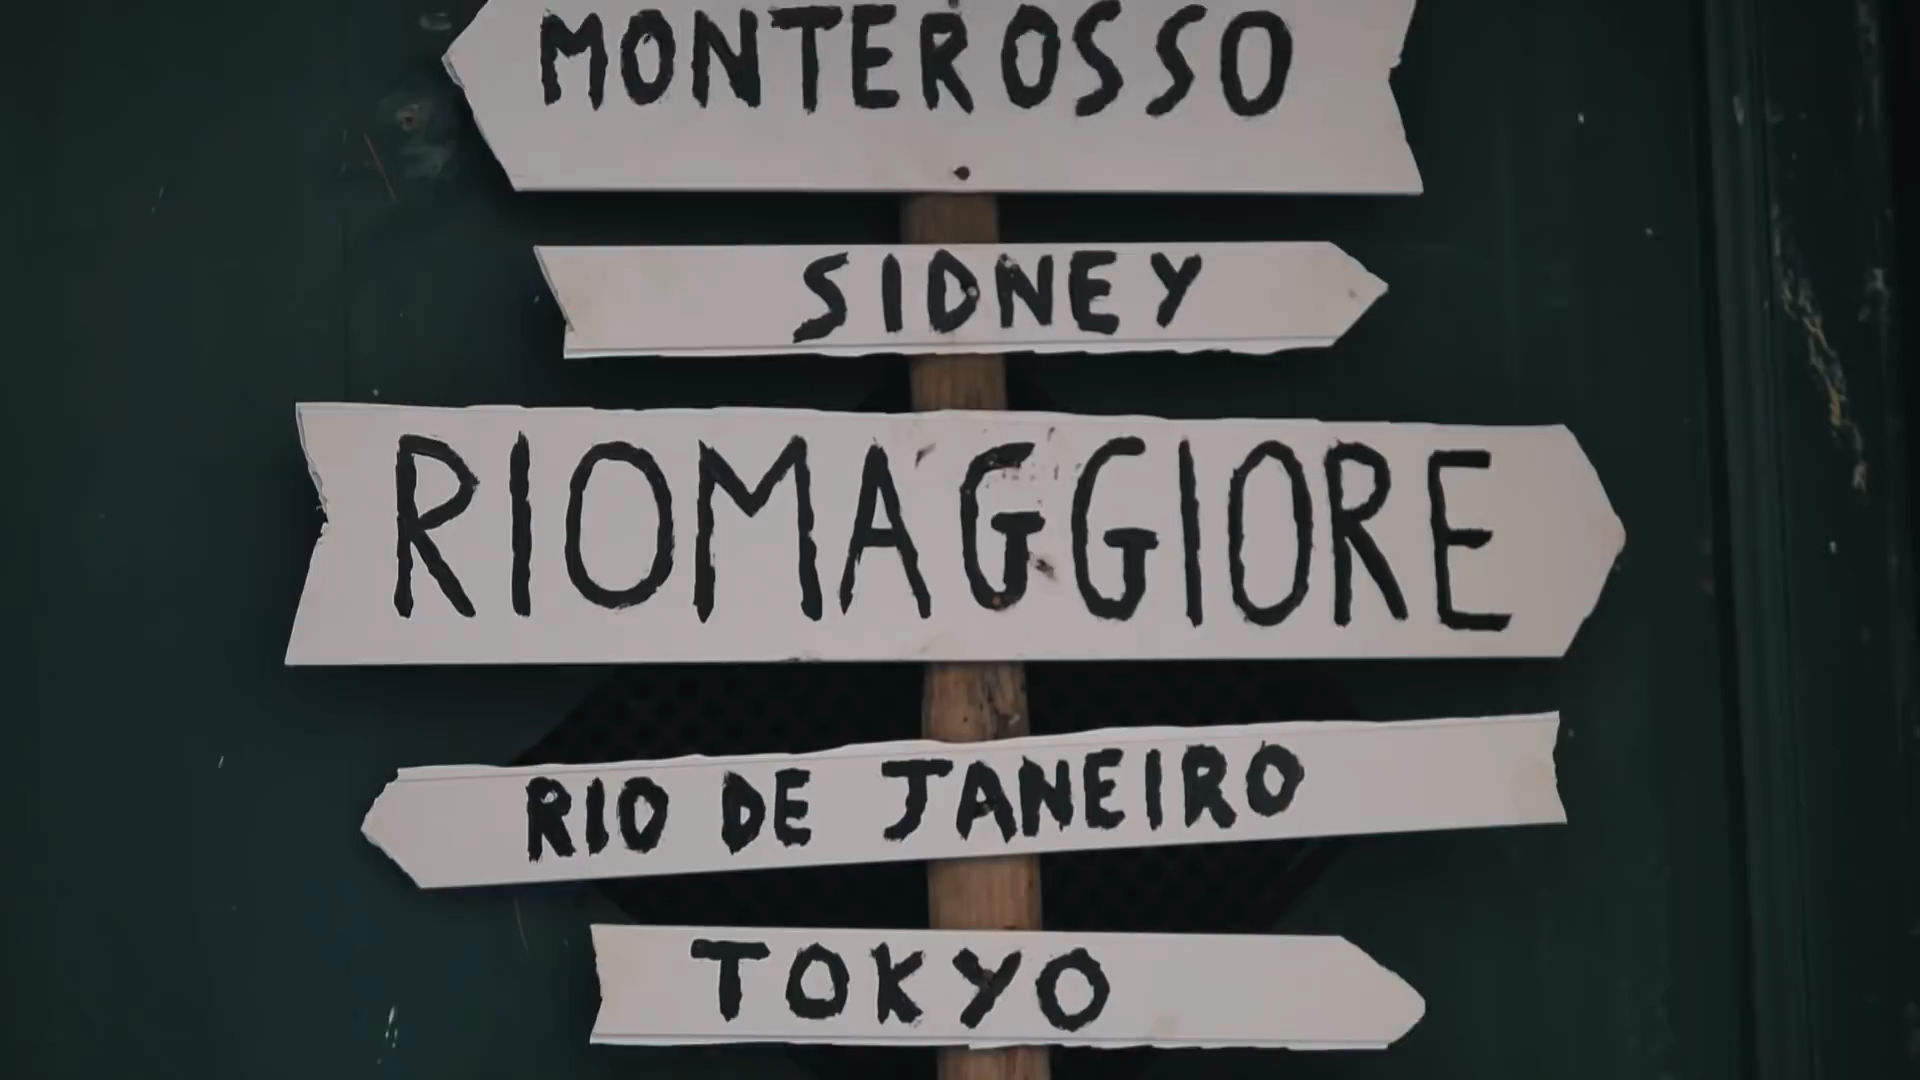 MONTEROSSO
SIDNEY
RIOMAGGIORE
RIO DE JANEIRO
TOKYO